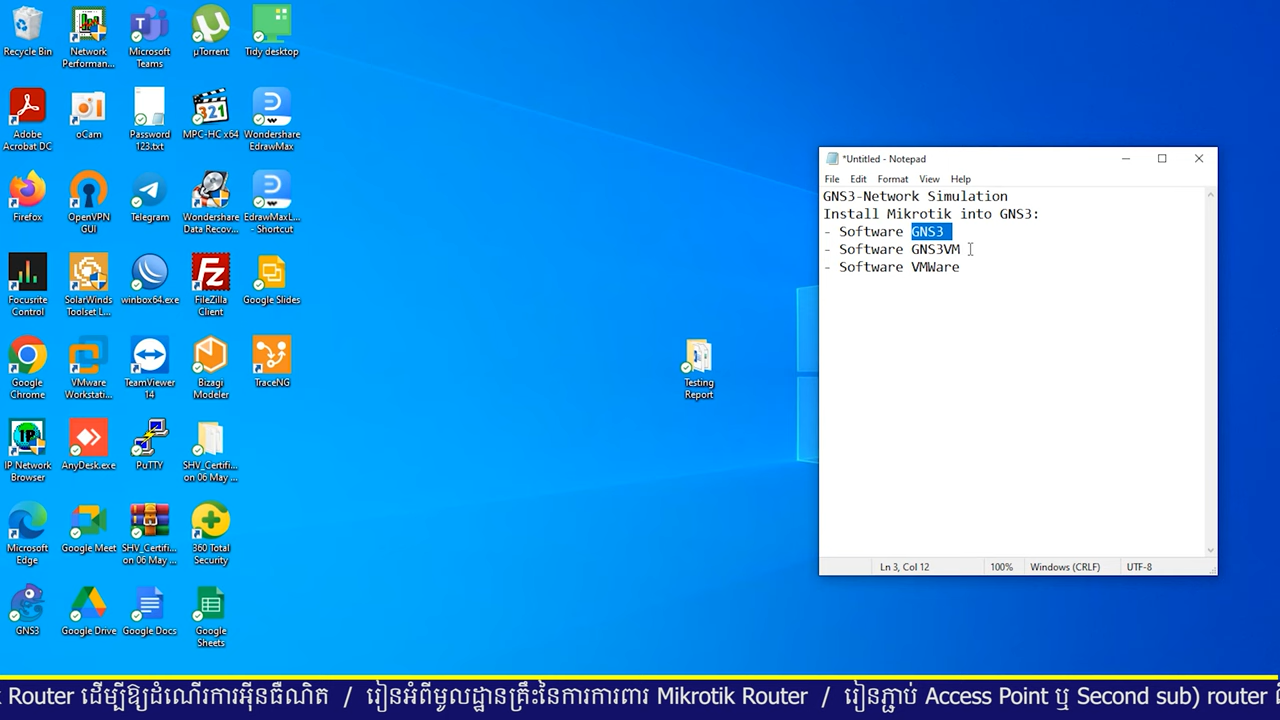 Recycle Bin
Network
Performan...
Microsoft
Teams
µTorrent
Tidy desktop
Adobe
Acrobat DC
oCam
Password
123.txt
MPC-HC x64
Wondershare
EdrawMax
Firefox
OpenVPN
GUI
Telegram
Wondershare
Data Recov...
EdrawMaxL...
- Shortcut
Focusrite
Control
SolarWinds
Toolset L...
winbox64.exe
FileZilla
Client
Google Slides
Google
Chrome
VMware
Workstati...
TeamViewer
14
Bizagi
Modeler
TraceNG
IP Network
Browser
AnyDesk.exe
PuTTY
SHV_Certifi...
on 06 May ...
Microsoft
Edge
Google Meet
SHV_Certifi...
on 06 May ...
360 Total
Security
GNS3
Google Drive
Google Docs
Google
Sheets
Testing
Report
*Untitled - Notepad
File Edit Format View Help
GNS3-Network Simulation
Install Mikrotik into GNS3:
- Software GNS3
- Software GNS3VM
- Software VMWare
Ln 3, Col 12 100% Windows (CRLF) UTF-8
k Router ដើម្បីឱ្យដំណើរការអ៊ីនធឺណិត / រៀនអំពីមូលដ្ឋានគ្រឹះនៃការការពារ Mikrotik Router / រៀនភ្ជាប់ Access Point ឬ Second sub) router